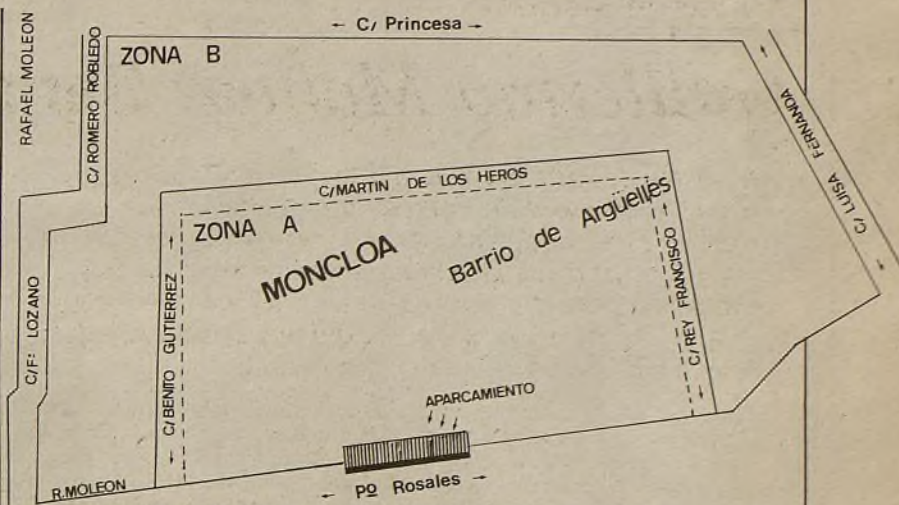 ← C/ Princesa →
RAFAEL MOLEON
C/ ROMERO ROBLEDO
ZONA B
C/ LUISA FERNANDA
C/MARTIN DE LOS HEROS
ZONA A
MONCLOA
Barrio de Argüelles
C/BENITO GUTIERREZ
C/REY FRANCISCO
C/Fª LOZANO
APARCAMIENTO
R.MOLEON
← Pº Rosales →